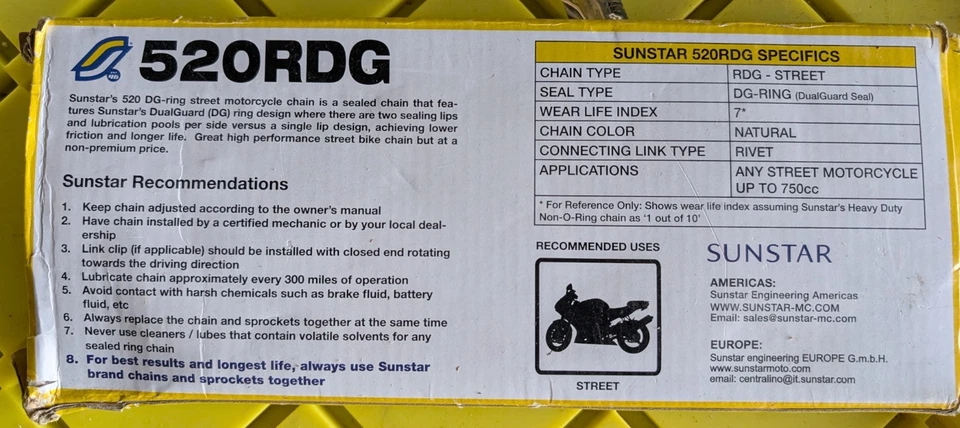 520RDG
Sunstar's 520 DG-ring street motorcycle chain is a sealed chain that fea-
tures Sunstar's DualGuard (DG) ring design where there are two sealing lips
and lubrication pools per side versus a single lip design, achieving lower
friction and longer life. Great high performance street bike chain but at a
non-premium price.
Sunstar Recommendations
1. Keep chain adjusted according to the owner's manual
2. Have chain installed by a certified mechanic or by your local deal-
ership
3. Link clip (if applicable) should be installed with closed end rotating
towards the driving direction
4. Lubricate chain approximately every 300 miles of operation
5. Avoid contact with harsh chemicals such as brake fluid, battery
fluid, etc
6. Always replace the chain and sprockets together at the same time
7. Never use cleaners / lubes that contain volatile solvents for any
sealed ring chain
8. For best results and longest life, always use Sunstar
brand chains and sprockets together
SUNSTAR 520RDG SPECIFICS
CHAIN TYPE RDG - STREET
SEAL TYPE DG-RING (DualGuard Seal)
WEAR LIFE INDEX 7*
CHAIN COLOR NATURAL
CONNECTING LINK TYPE RIVET
APPLICATIONS ANY STREET MOTORCYCLE
UP TO 750cc
* For Reference Only: Shows wear life index assuming Sunstar's Heavy Duty
Non-O-Ring chain as '1 out of 10'
RECOMMENDED USES
STREET
SUNSTAR
AMERICAS:
Sunstar Engineering Americas
WWW.SUNSTAR-MC.COM
Email: sales@sunstar-mc.com
EUROPE:
Sunstar engineering EUROPE G.m.b.H.
www.sunstarmoto.com
email: centralino@it.sunstar.com